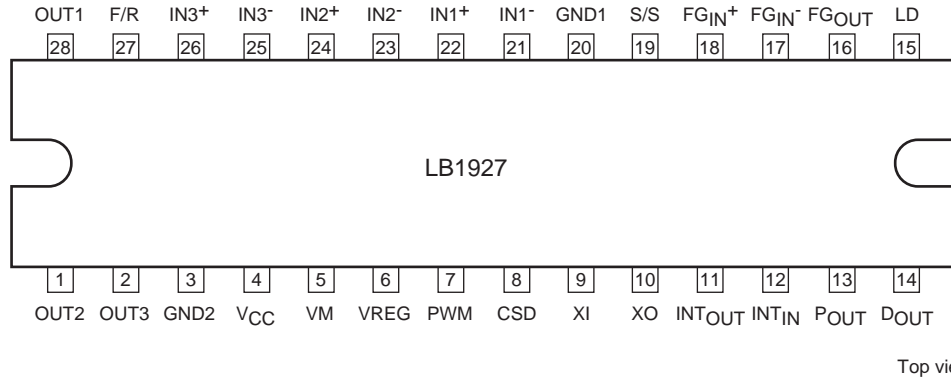 OUT1 F/R IN3+ IN3- IN2+ IN2- IN1+ IN1- GND1 S/S FGIN+ FGIN- FGOUT LD
28 27 26 25 24 23 22 21 20 19 18 17 16 15
LB1927
1 2 3 4 5 6 7 8 9 10 11 12 13 14
OUT2 OUT3 GND2 VCC VM VREG PWM CSD XI XO INTOUT INTIN POUT DOUT
Top vie